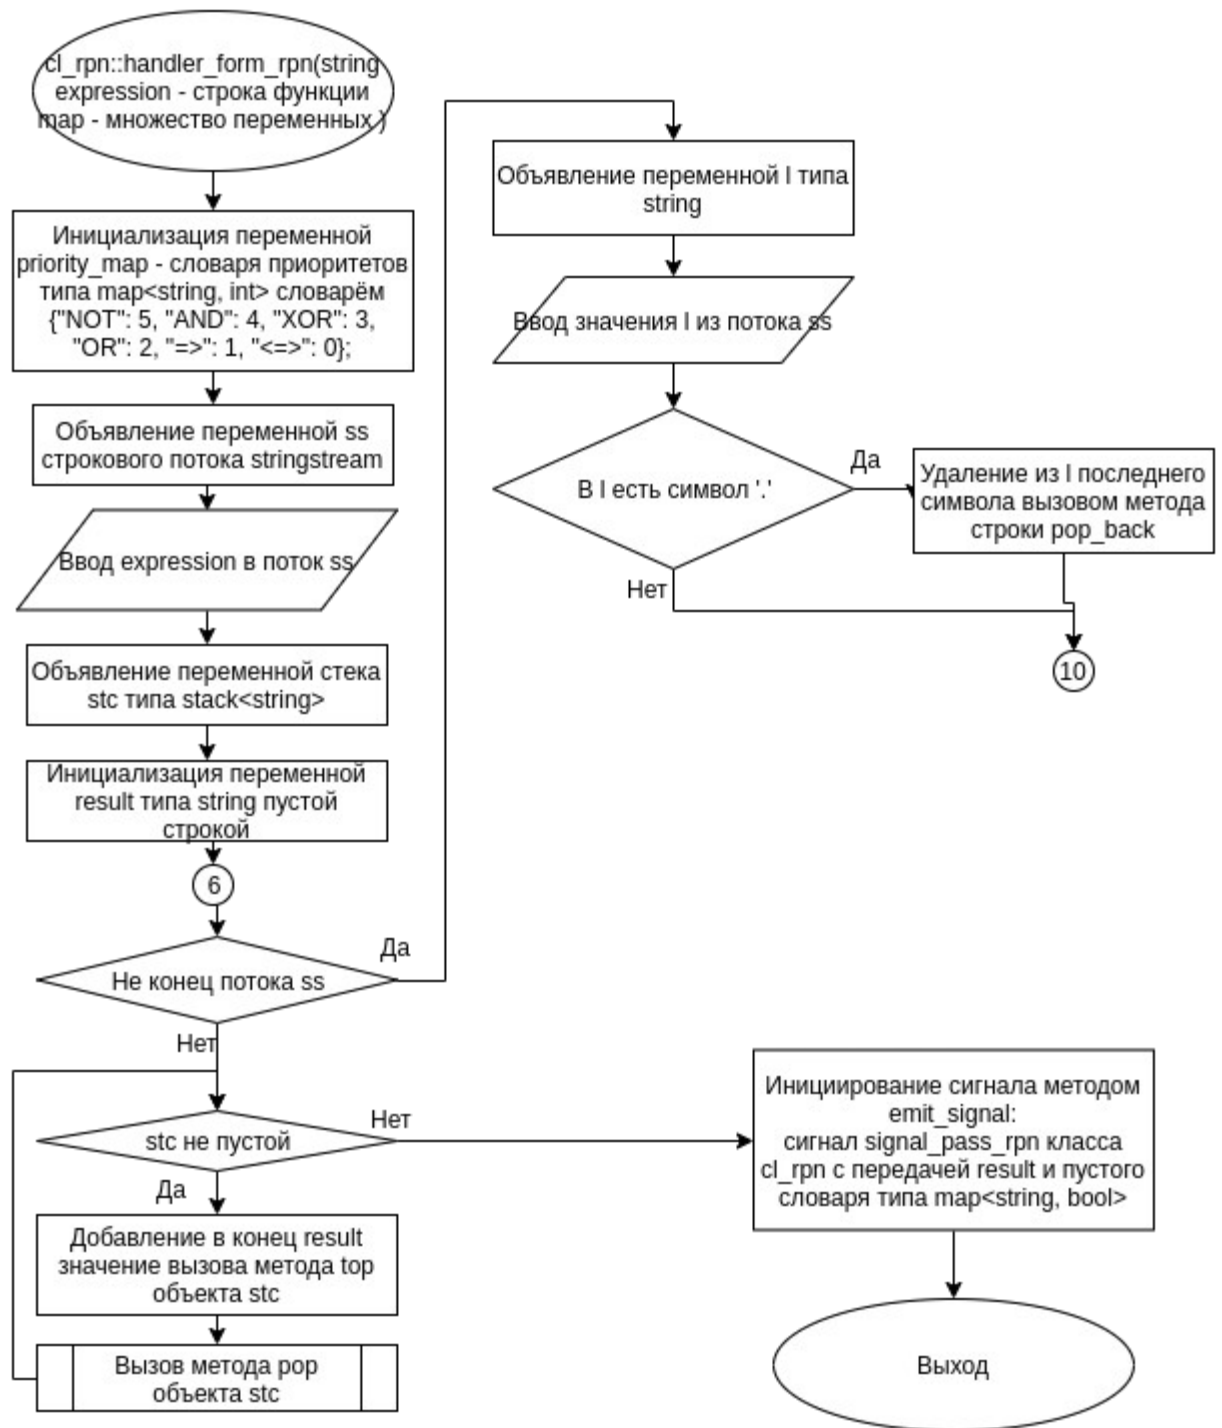 cl_rpn::handler_form_rpn(string
expression - строка функции
map - множество переменных )
Инициализация переменной
priority_map - словаря приоритетов
типа map<string, int> словарём
{"NOT": 5, "AND": 4, "XOR": 3,
"OR": 2, "=>": 1, "<=>": 0};
Объявление переменной ss
строкового потока stringstream
Ввод expression в поток ss
Объявление переменной стека
stc типа stack<string>
Инициализация переменной
result типа string пустой
строкой
6
Не конец потока ss
Да
Нет
stc не пустой
Нет
Да
Добавление в конец result
значение вызова метода top
объекта stc
Вызов метода pop
объекта stc
Объявление переменной l типа
string
Ввод значения l из потока ss
В l есть символ '.'
Да
Нет
Удаление из l последнего
символа вызовом метода
строки pop_back
10
Инициирование сигнала методом
emit_signal:
сигнал signal_pass_rpn класса
cl_rpn с передачей result и пустого
словаря типа map<string, bool>
Выход